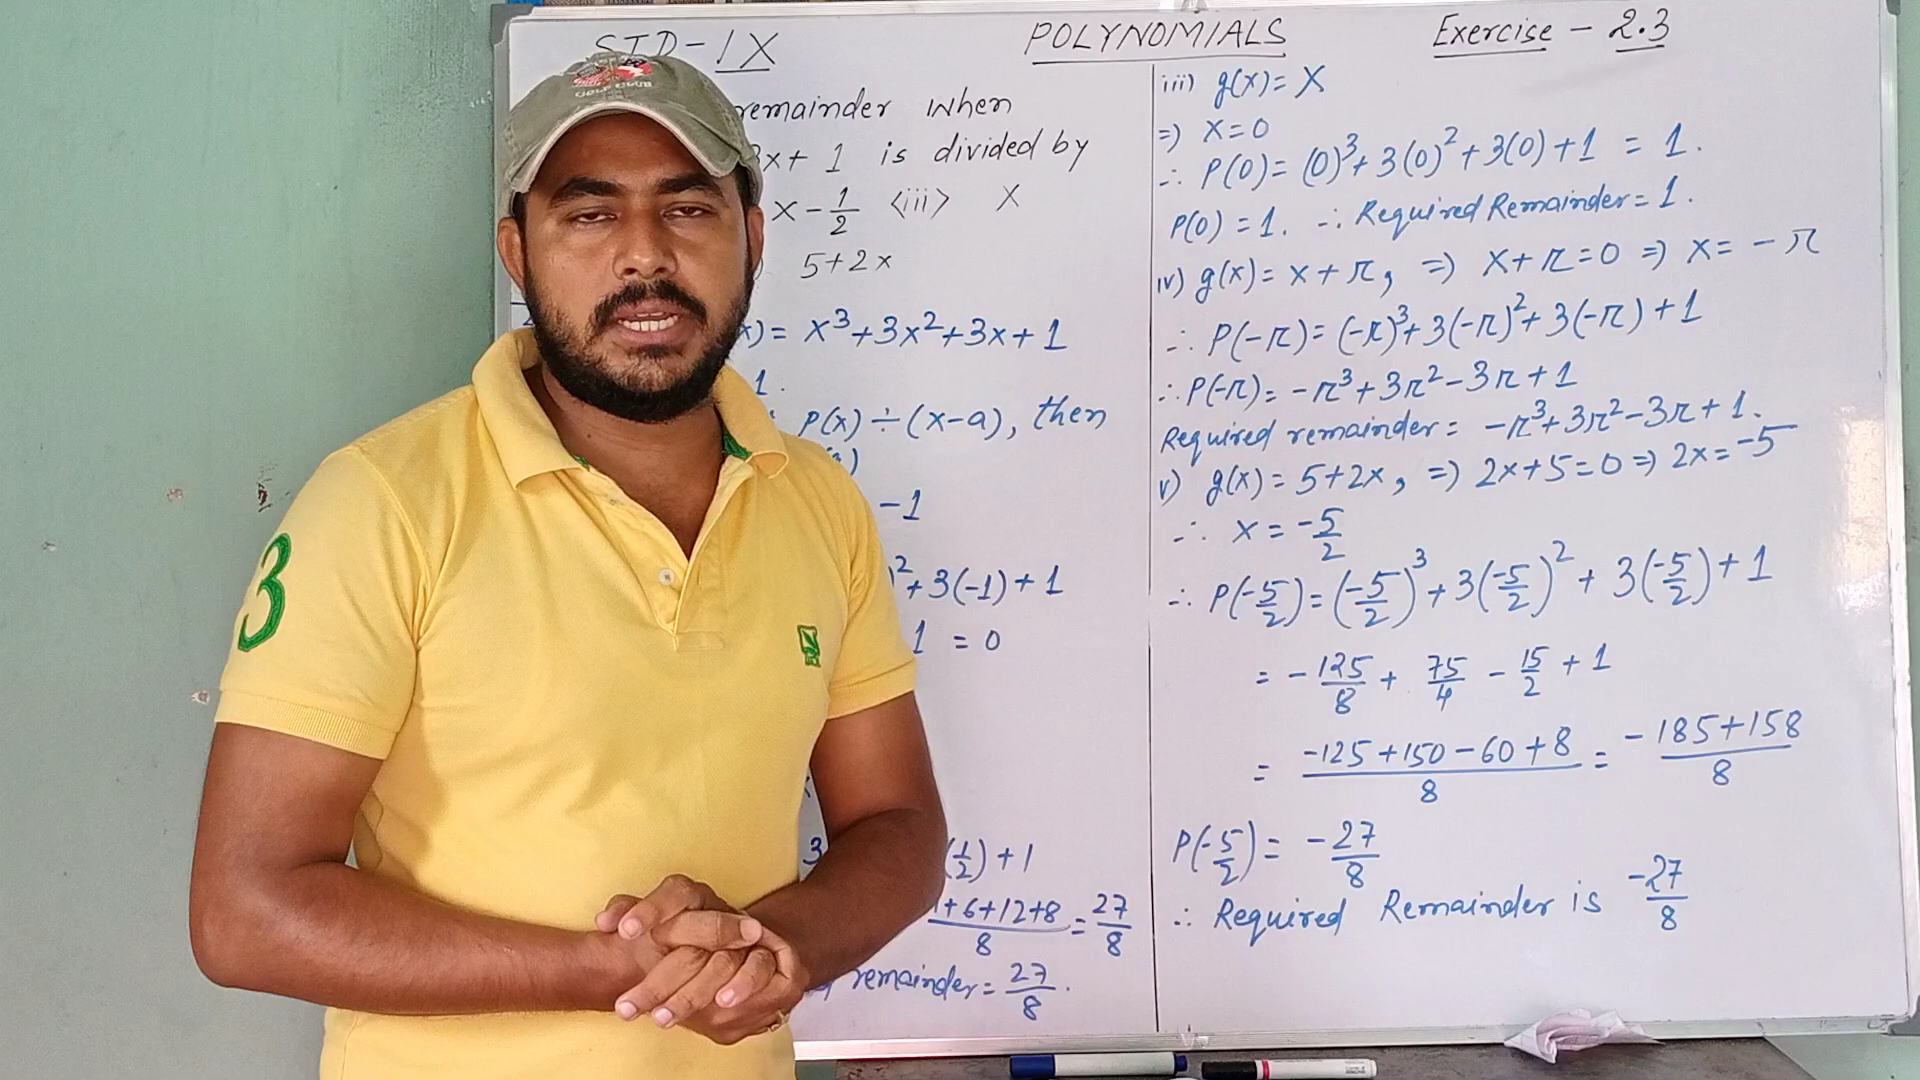 STD-IX
POLYNOMIALS
Exercise - 2.3
remainder when
3x + 1 is divided by
x - 1/2 <iii> X
5+2x
x) = x³+3x²+3x+1
1.
P(x) ÷ (x-a), then
-1
)²+3(-1)+1
1 = 0
3
(1/2)+1
1+6+12+8/8 = 27/8
remainder = 27/8.
iii) g(x) = X
=) X=0
∴ P(0) = (0)³+3(0)²+3(0)+1 = 1.
P(0) = 1. ∴ Required Remainder = 1.
iv) g(x) = x+π, =) x+π=0 =) x= -π
∴ P(-π) = (-π)³+3(-π)²+3(-π)+1
∴ P(-π) = -π³+3π²-3π+1
Required remainder = -π³+3π²-3π+1.
v) g(x) = 5+2x, =) 2x+5=0 =) 2x=-5
∴ x = -5/2
∴ P(-5/2) = (-5/2)³+3(-5/2)²+3(-5/2)+1
= -125/8 + 75/4 - 15/2 + 1
= -125+150-60+8/8 = -185+158/8
P(-5/2) = -27/8
∴ Required Remainder is -27/8
GOLF CLUB
3